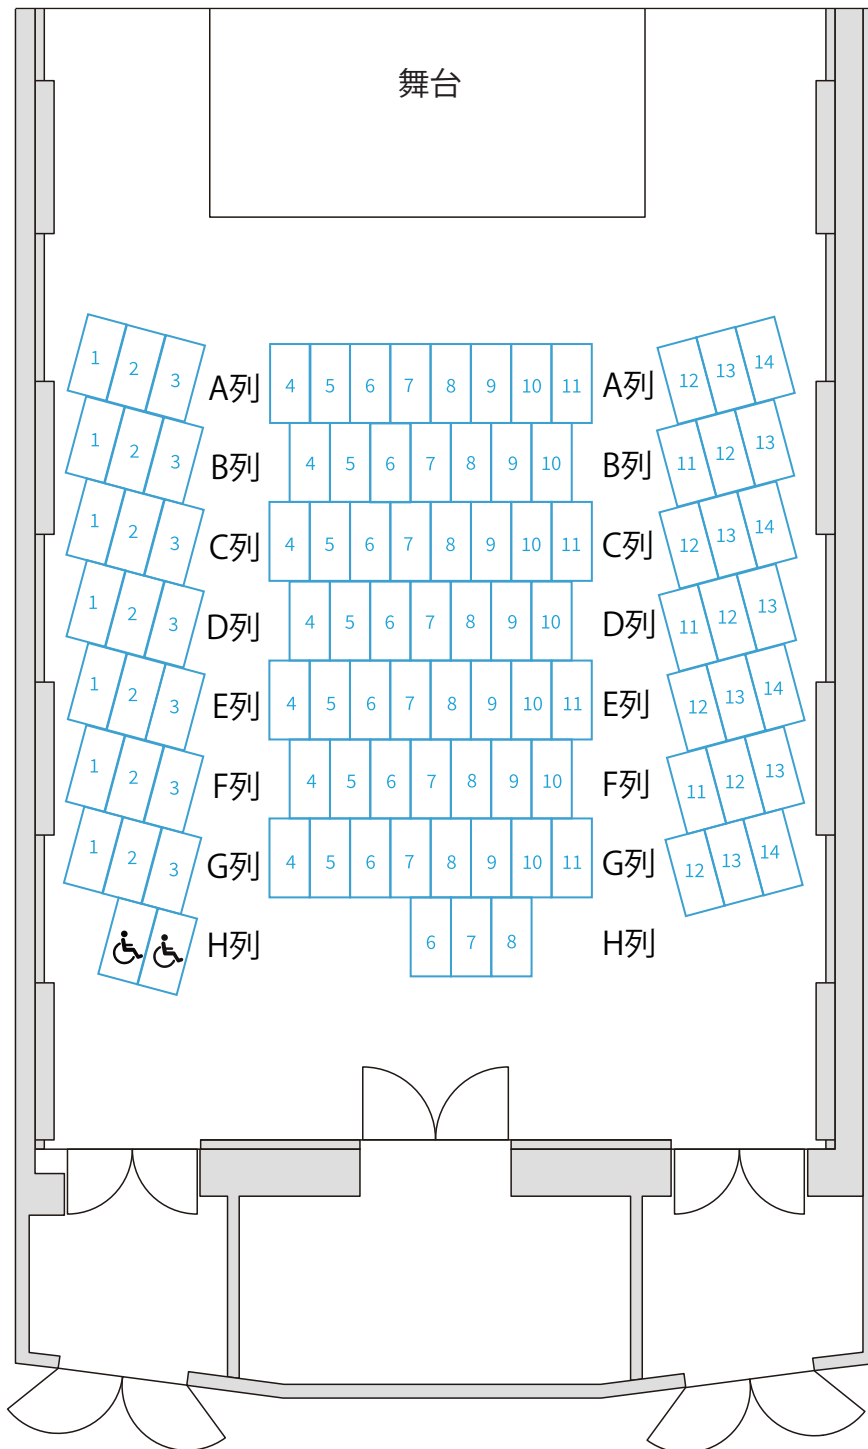 舞台
1 2 3 A列 4 5 6 7 8 9 10 11 A列 12 13 14
1 2 3 B列 4 5 6 7 8 9 10 B列 11 12 13
1 2 3 C列 4 5 6 7 8 9 10 11 C列 12 13 14
1 2 3 D列 4 5 6 7 8 9 10 D列 11 12 13
1 2 3 E列 4 5 6 7 8 9 10 11 E列 12 13 14
1 2 3 F列 4 5 6 7 8 9 10 F列 11 12 13
1 2 3 G列 4 5 6 7 8 9 10 11 G列 12 13 14
H列 6 7 8 H列